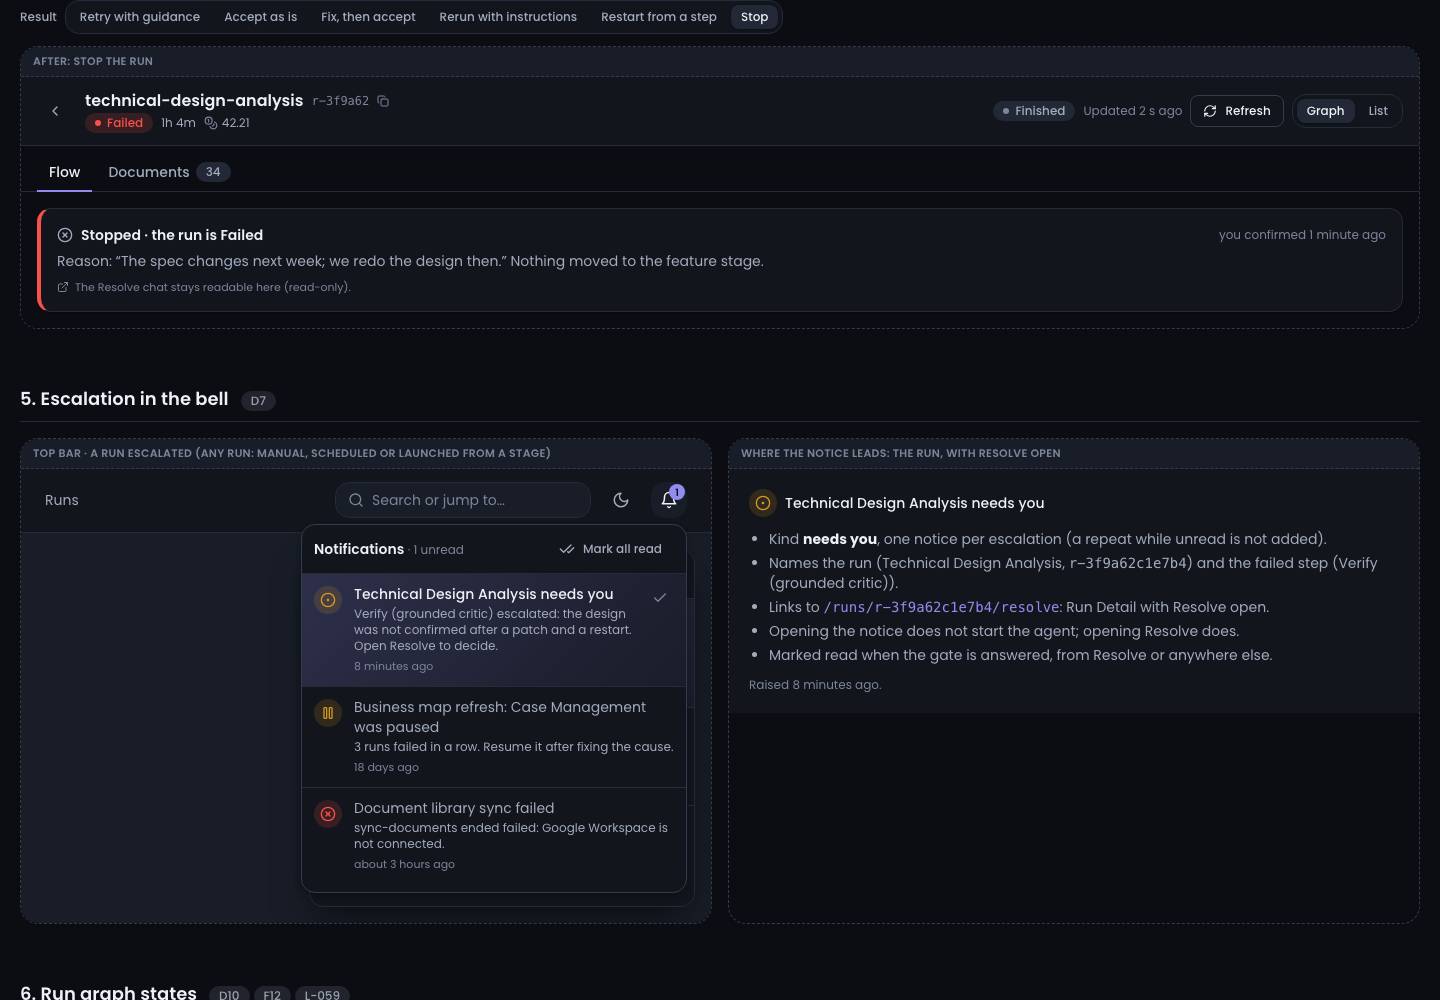 Result Retry with guidance Accept as is Fix, then accept Rerun with instructions Restart from a step Stop
AFTER: STOP THE RUN
technical-design-analysis r-3f9a62
Failed 1h 4m 42.21
Finished Updated 2 s ago Refresh Graph List
Flow Documents 34
Stopped · the run is Failed you confirmed 1 minute ago
Reason: “The spec changes next week; we redo the design then.” Nothing moved to the feature stage.
The Resolve chat stays readable here (read-only).
5. Escalation in the bell D7
TOP BAR · A RUN ESCALATED (ANY RUN: MANUAL, SCHEDULED OR LAUNCHED FROM A STAGE)
Runs Search or jump to… 1
Notifications · 1 unread Mark all read
Technical Design Analysis needs you
Verify (grounded critic) escalated: the design
was not confirmed after a patch and a restart.
Open Resolve to decide.
8 minutes ago
Business map refresh: Case Management
was paused
3 runs failed in a row. Resume it after fixing the cause.
18 days ago
Document library sync failed
sync-documents ended failed: Google Workspace is
not connected.
about 3 hours ago
WHERE THE NOTICE LEADS: THE RUN, WITH RESOLVE OPEN
Technical Design Analysis needs you
• Kind needs you, one notice per escalation (a repeat while unread is not added).
• Names the run (Technical Design Analysis, r-3f9a62c1e7b4) and the failed step (Verify
(grounded critic)).
• Links to /runs/r-3f9a62c1e7b4/resolve: Run Detail with Resolve open.
• Opening the notice does not start the agent; opening Resolve does.
• Marked read when the gate is answered, from Resolve or anywhere else.
Raised 8 minutes ago.
6. Run graph states D10 F12 L-059